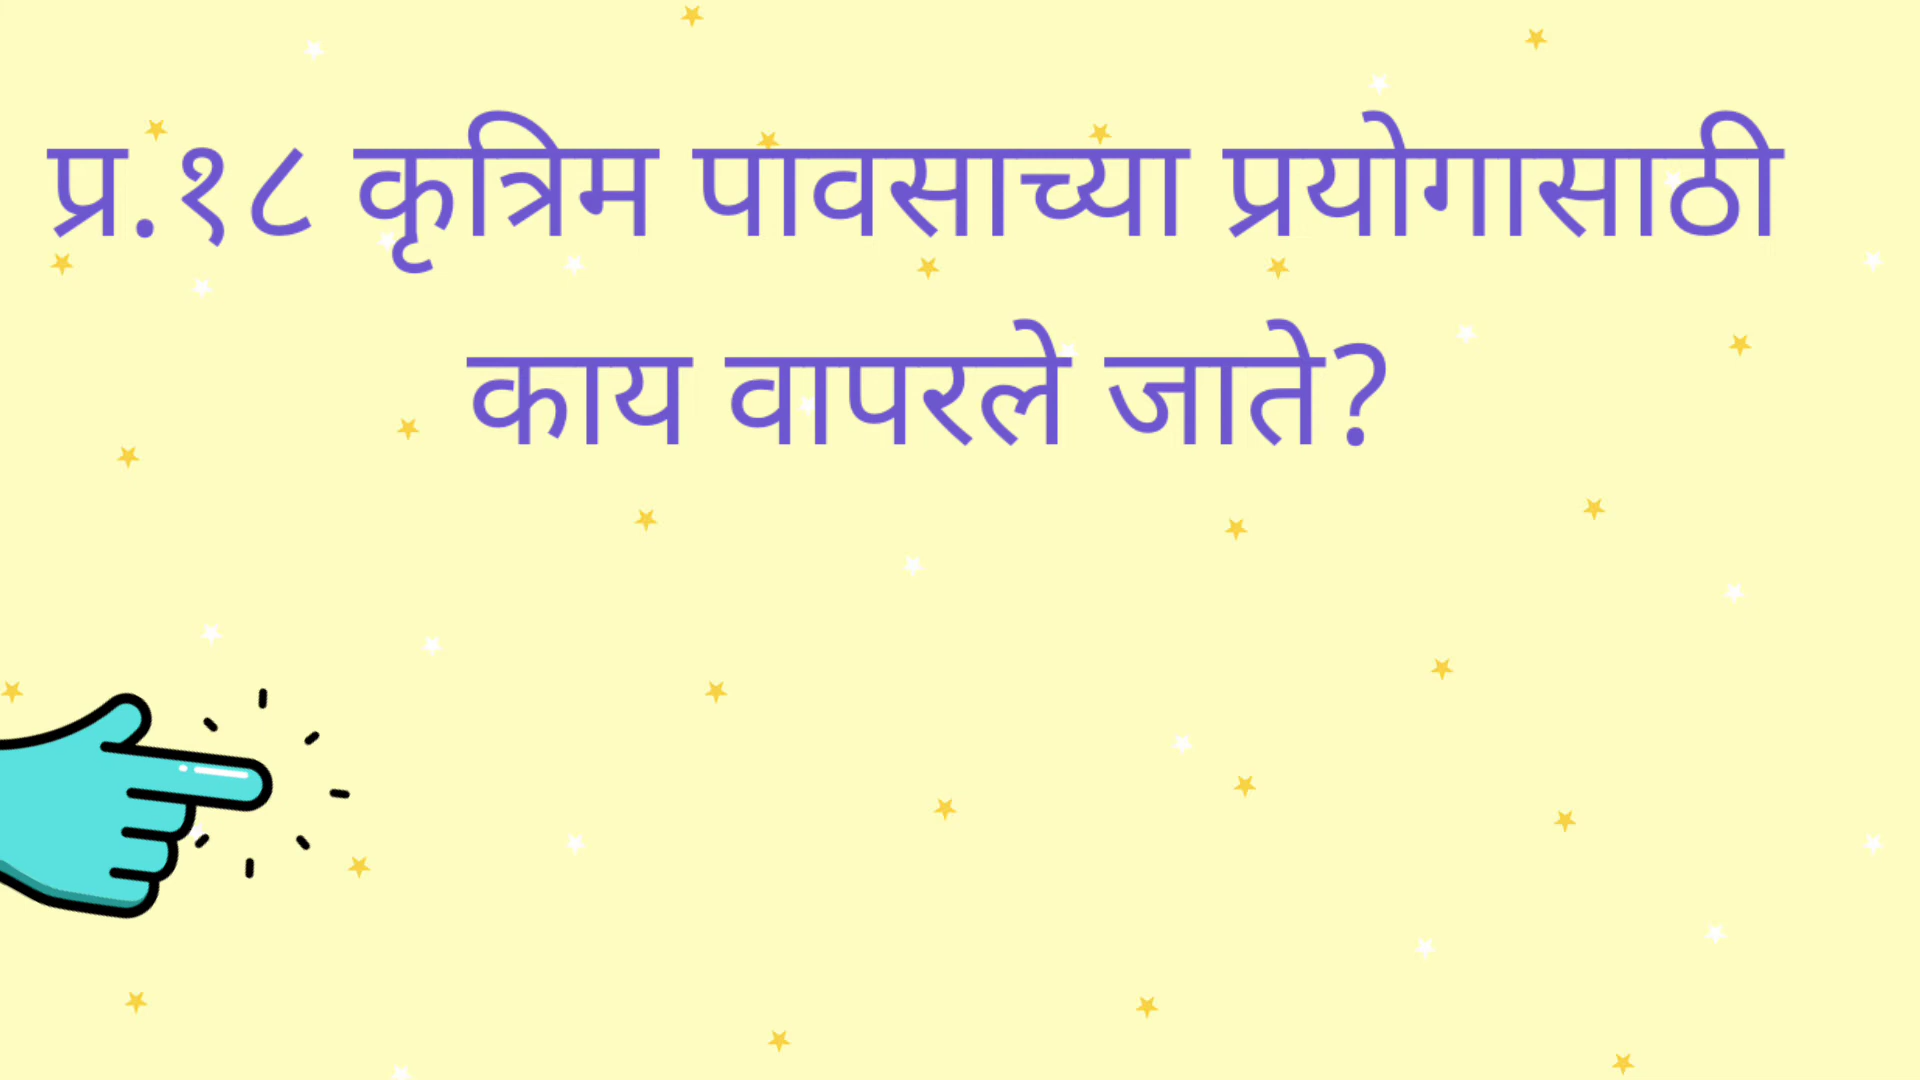 प्र.१८ कृत्रिम पावसाच्या प्रयोगासाठी
काय वापरले जाते?